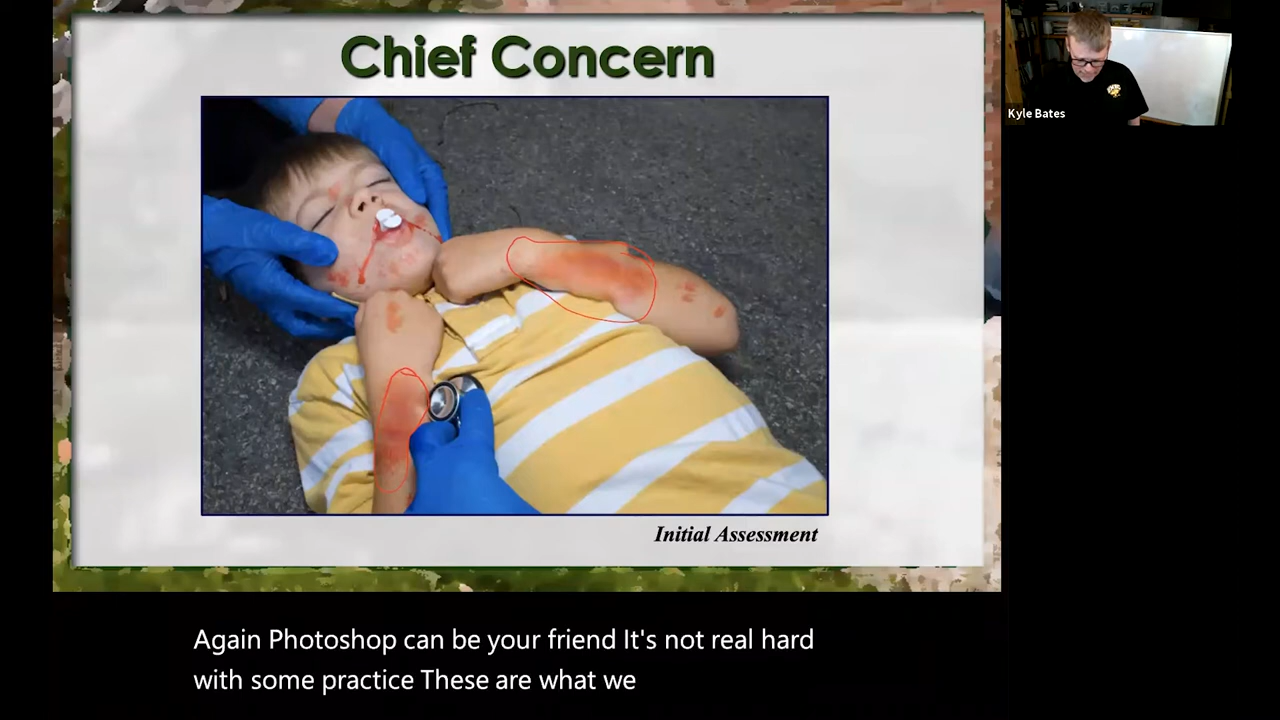 Chief Concern
Kyle Bates
Initial Assessment
Again Photoshop can be your friend It's not real hard
with some practice These are what we